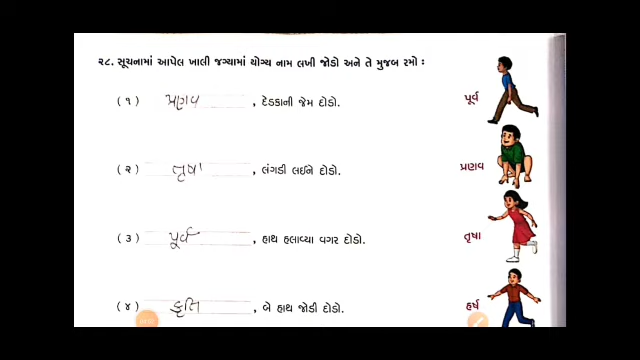 ૨૮. સૂચનામાં આપેલ ખાલી જગ્યામાં યોગ્ય નામ લખી જોડો અને તે મુજબ રમો :
(૧) પ્રણવ , દેડકાની જેમ દોડો. પૂર્વ
(૨) તૃષા , લંગડી લઈને દોડો. પ્રણવ
(૩) પૂર્વ , હાથ હલાવ્યા વગર દોડો. તૃષા
(૪) કૃતિ , બે હાથ જોડી દોડો. હર્ષ